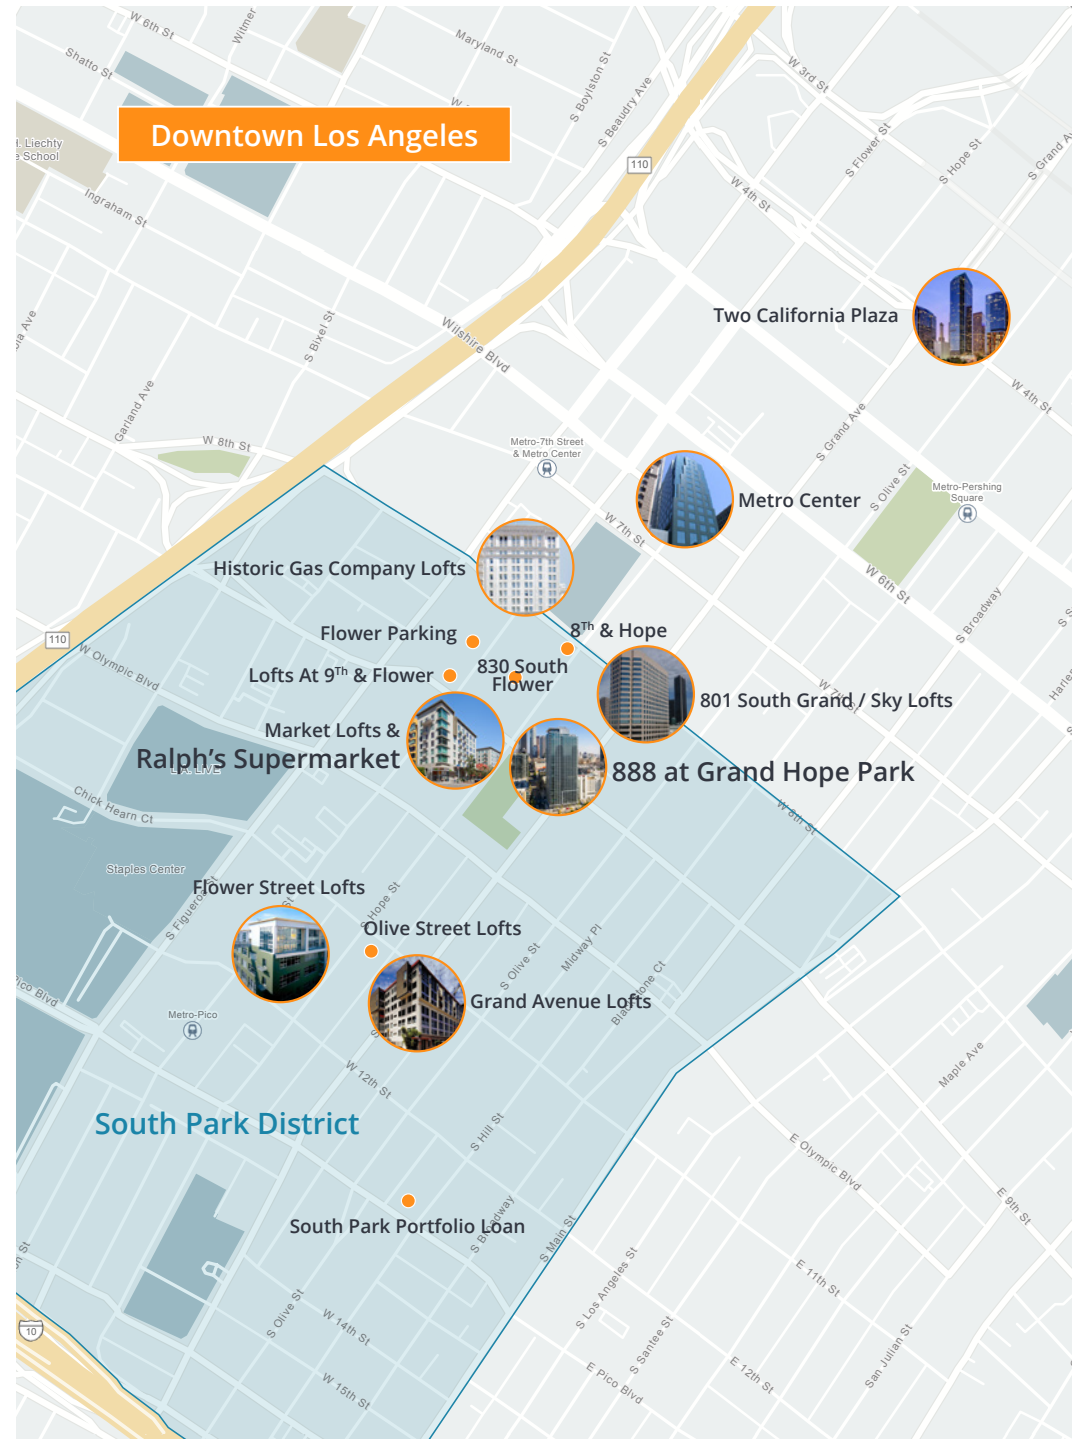 W 6th St
Witmer
Maryland St
Shatto St
S Boylston St
W 3rd St
S Beaudry Ave
Downtown Los Angeles
H. Liechty
e School
110
S Flower St
S Hope St
S Grand Av
Ingraham St
W 4th St
Two California Plaza
S Bixel St
Wilshire Blvd
Garland Ave
W 4th St
S Grand Ave
W 8th St
Metro-7th Street
& Metro Center
S Olive St
Metro-Pershing
Square
Metro Center
W 7th St
Historic Gas Company Lofts
W 6th St
S Broadway
Flower Parking
8Th & Hope
110
W Olympic Blvd
Lofts At 9Th & Flower
830 South
Flower
W 7th St
801 South Grand / Sky Lofts
Market Lofts &
Ralph's Supermarket
L.A. LIVE
888 at Grand Hope Park
Chick Hearn Ct
W 8th St
Staples Center
Flower Street Lofts
S Figueroa St
S Hope St
Olive Street Lofts
S Olive St
Midway Pl
Blackstone Ct
Grand Avenue Lofts
ico Blvd
Metro-Pico
W 12th St
Maple Ave
South Park District
S Hill St
E Olympic Blvd
E 9th St
South Park Portfolio Loan
S Broadway
S Main St
S Los Angeles St
E 11th St
10
S Olive St
W 14th St
S Santee St
San Julian St
E Pico Blvd
E 12th St
W 15th St